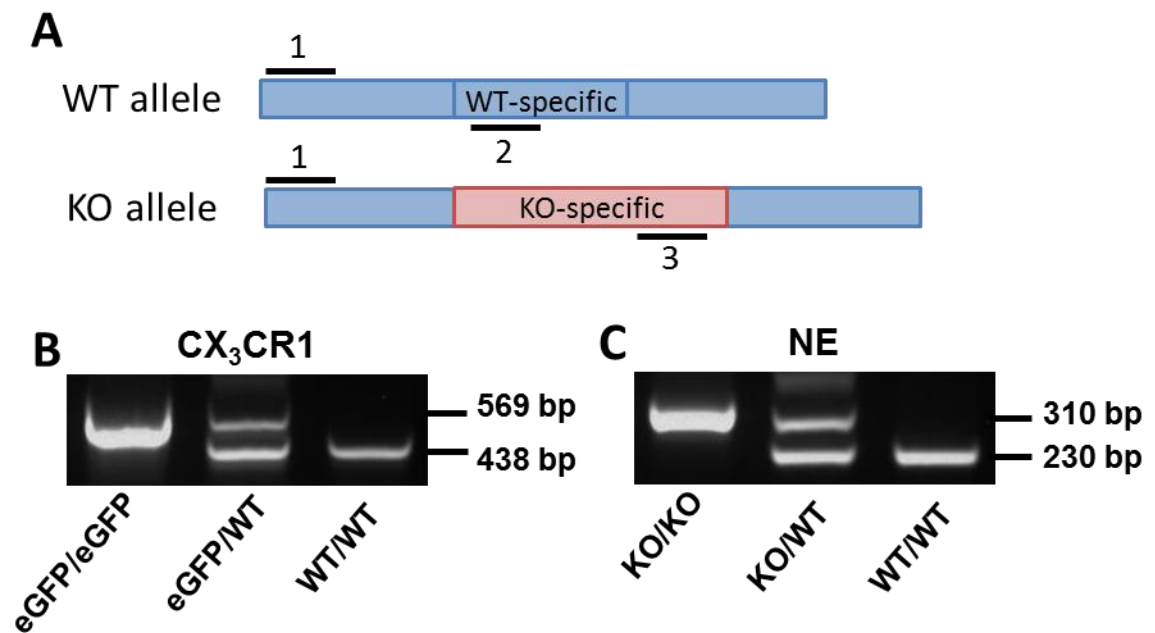 A
1
WT allele
WT-specific
2
1
KO allele
KO-specific
3
B
CX₃CR1
569 bp
438 bp
eGFP/eGFP
eGFP/WT
WT/WT
C
NE
310 bp
230 bp
KO/KO
KO/WT
WT/WT